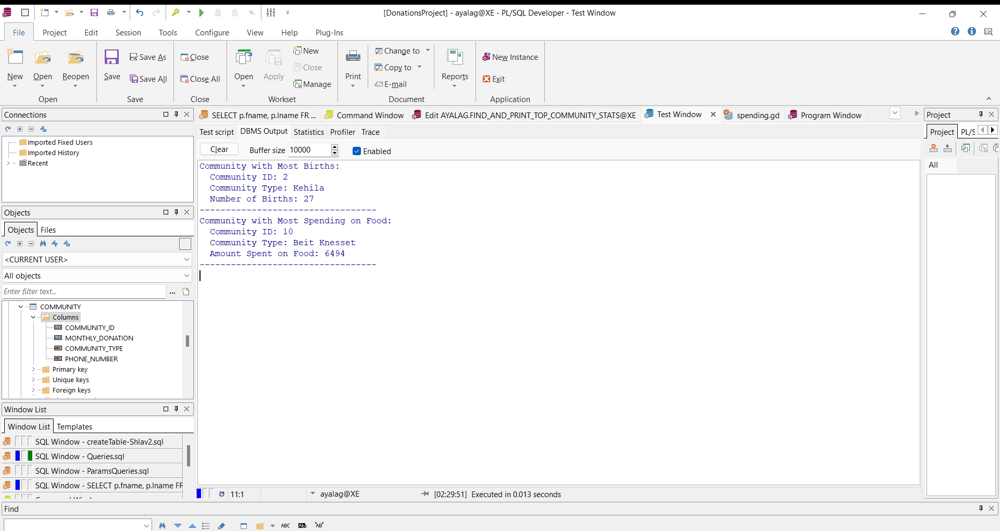 [DonationsProject] - ayalag@XE - PL/SQL Developer - Test Window
File Project Edit Session Tools Configure View Help Plug-Ins
New Open Reopen
Open
Save Save As Save All
Save
Close Close All
Close
Open Apply New Close Manage
Workset
Print Change to Copy to E-mail Reports
Document
New Instance Exit
Application
Connections
Imported Fixed Users
Imported History
Recent
Objects
Objects Files
<CURRENT USER>
All objects
Enter filter text... ...
COMMUNITY
Columns
COMMUNITY_ID
MONTHLY_DONATION
COMMUNITY_TYPE
PHONE_NUMBER
Primary key
Unique keys
Foreign keys
Window List
Window List Templates
SQL Window - createTable-Shlav2.sql
SQL Window - Queries.sql
SQL Window - ParamsQueries.sql
SQL Window - SELECT p.fname, p.lname FR
SELECT p.fname, p.lname FR ... Command Window Edit AYALAG.FIND_AND_PRINT_TOP_COMMUNITY_STATS@XE Test Window spending.gd Program Window
Test script DBMS Output Statistics Profiler Trace
Clear Buffer size 10000 Enabled
Community with Most Births:
Community ID: 2
Community Type: Kehila
Number of Births: 27
----------------------------------
Community with Most Spending on Food:
Community ID: 10
Community Type: Beit Knesset
Amount Spent on Food: 6494
----------------------------------
11:1 ayalag@XE [02:29:51] Executed in 0.013 seconds
Project
Project PL/S
All
Find
ABC AB "AB"